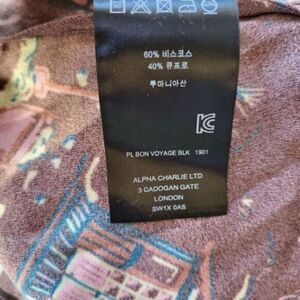 60% 비스코스
40% 큐프로
루마니아산
PL BON VOYAGE BLK 1901
ALPHA CHARLIE LTD
3 CADOGAN GATE
LONDON
SW1X 0AS